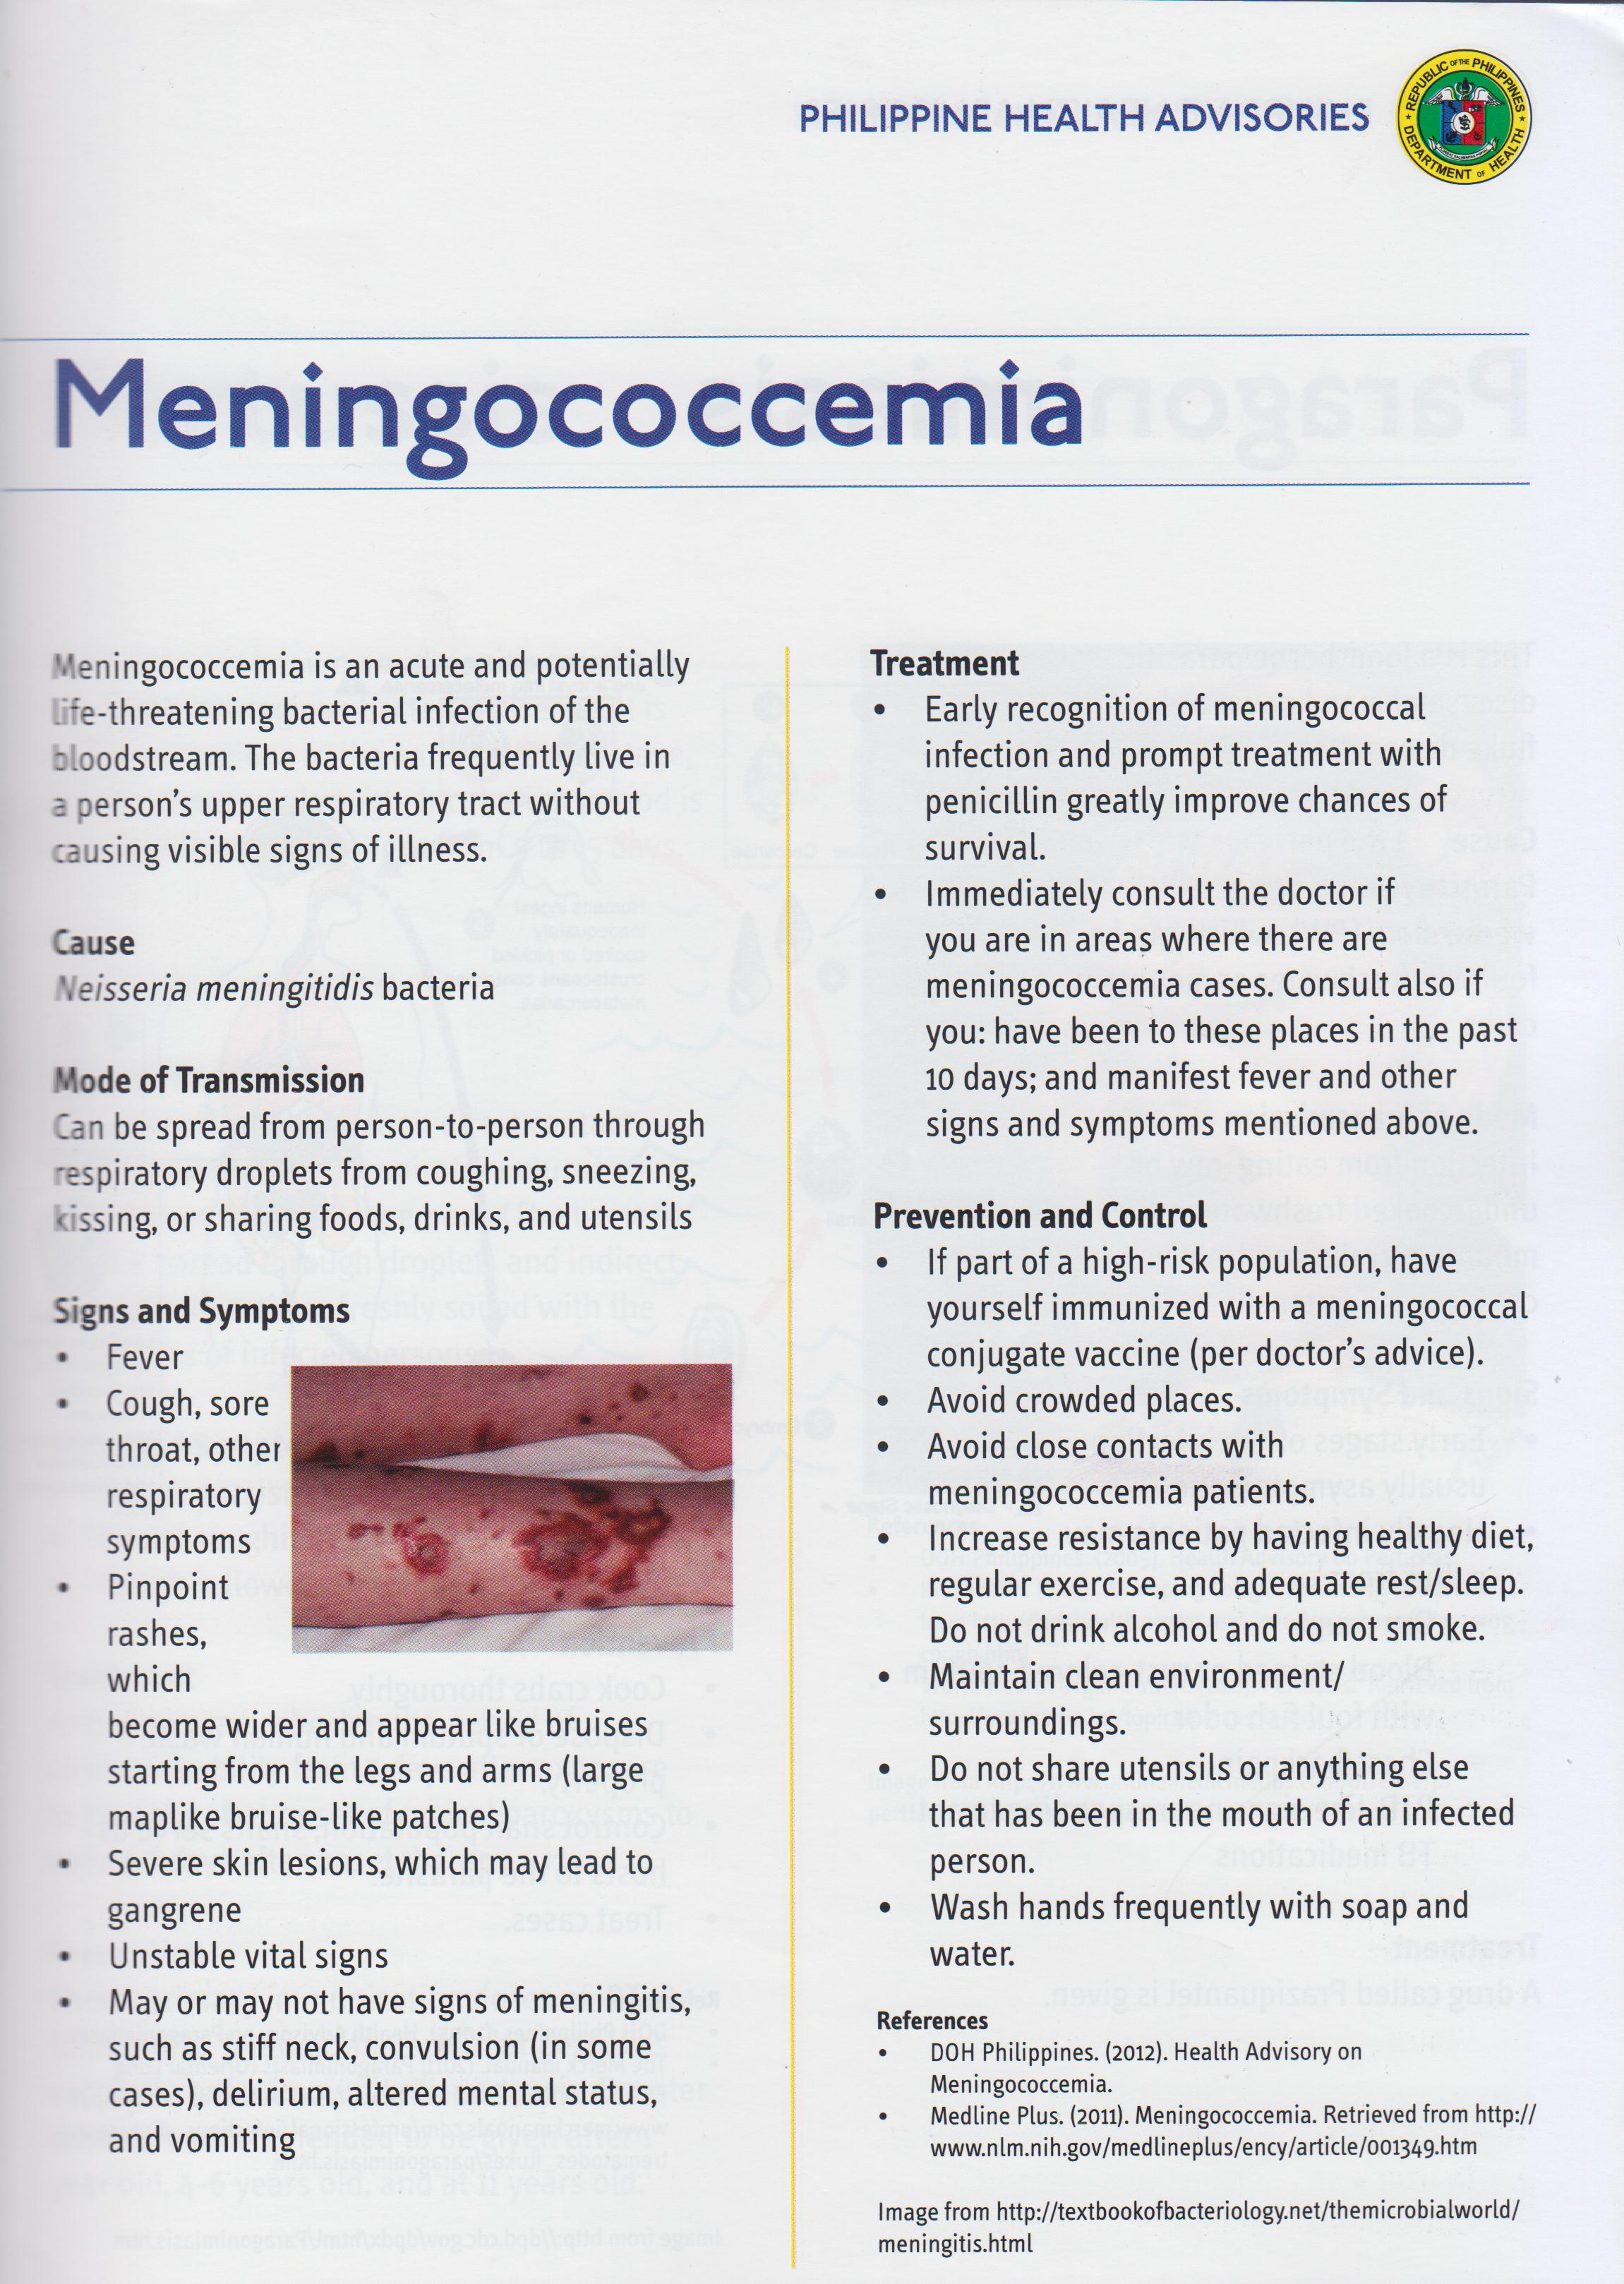 PHILIPPINE HEALTH ADVISORIES
REPUBLIC OF THE PHILIPPINES
DEPARTMENT OF HEALTH
Meningococcemia
Meningococcemia is an acute and potentially
life-threatening bacterial infection of the
bloodstream. The bacteria frequently live in
a person's upper respiratory tract without
causing visible signs of illness.
Cause
Neisseria meningitidis bacteria
Mode of Transmission
Can be spread from person-to-person through
respiratory droplets from coughing, sneezing,
kissing, or sharing foods, drinks, and utensils
Signs and Symptoms
• Fever
• Cough, sore
throat, other
respiratory
symptoms
• Pinpoint
rashes,
which
become wider and appear like bruises
starting from the legs and arms (large
maplike bruise-like patches)
• Severe skin lesions, which may lead to
gangrene
• Unstable vital signs
• May or may not have signs of meningitis,
such as stiff neck, convulsion (in some
cases), delirium, altered mental status,
and vomiting
Treatment
• Early recognition of meningococcal
infection and prompt treatment with
penicillin greatly improve chances of
survival.
• Immediately consult the doctor if
you are in areas where there are
meningococcemia cases. Consult also if
you: have been to these places in the past
10 days; and manifest fever and other
signs and symptoms mentioned above.
Prevention and Control
• If part of a high-risk population, have
yourself immunized with a meningococcal
conjugate vaccine (per doctor's advice).
• Avoid crowded places.
• Avoid close contacts with
meningococcemia patients.
• Increase resistance by having healthy diet,
regular exercise, and adequate rest/sleep.
Do not drink alcohol and do not smoke.
• Maintain clean environment/
surroundings.
• Do not share utensils or anything else
that has been in the mouth of an infected
person.
• Wash hands frequently with soap and
water.
References
• DOH Philippines. (2012). Health Advisory on
Meningococcemia.
• Medline Plus. (2011). Meningococcemia. Retrieved from http://
www.nlm.nih.gov/medlineplus/ency/article/001349.htm
Image from http://textbookofbacteriology.net/themicrobialworld/
meningitis.html